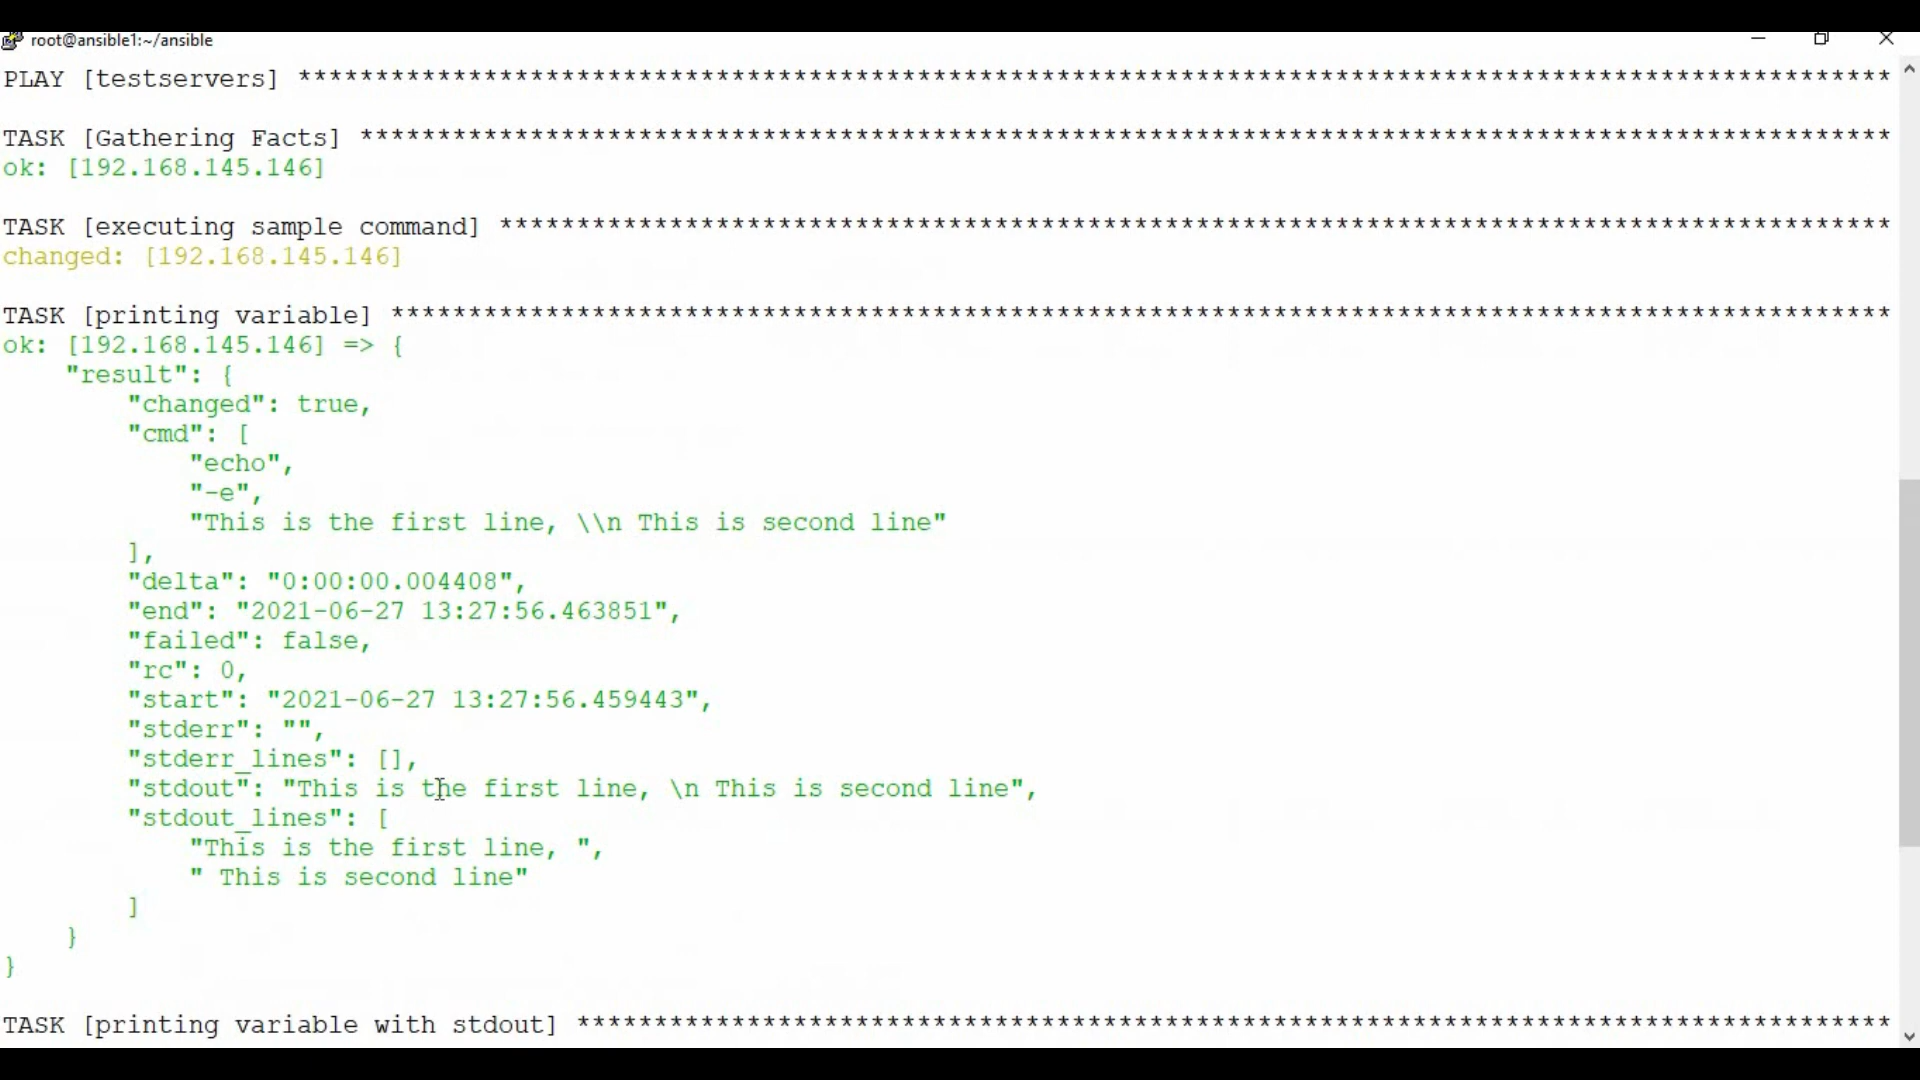 root@ansible1:~/ansible
PLAY [testservers] *******************************************************************************************************
TASK [Gathering Facts] ***************************************************************************************************
ok: [192.168.145.146]
TASK [executing sample command] ******************************************************************************************
changed: [192.168.145.146]
TASK [printing variable] *************************************************************************************************
ok: [192.168.145.146] => {
    "result": {
        "changed": true,
        "cmd": [
            "echo",
            "-e",
            "This is the first line, \\n This is second line"
        ],
        "delta": "0:00:00.004408",
        "end": "2021-06-27 13:27:56.463851",
        "failed": false,
        "rc": 0,
        "start": "2021-06-27 13:27:56.459443",
        "stderr": "",
        "stderr_lines": [],
        "stdout": "This is the first line, \n This is second line",
        "stdout_lines": [
            "This is the first line, ",
            " This is second line"
        ]
    }
}
TASK [printing variable with stdout] *************************************************************************************